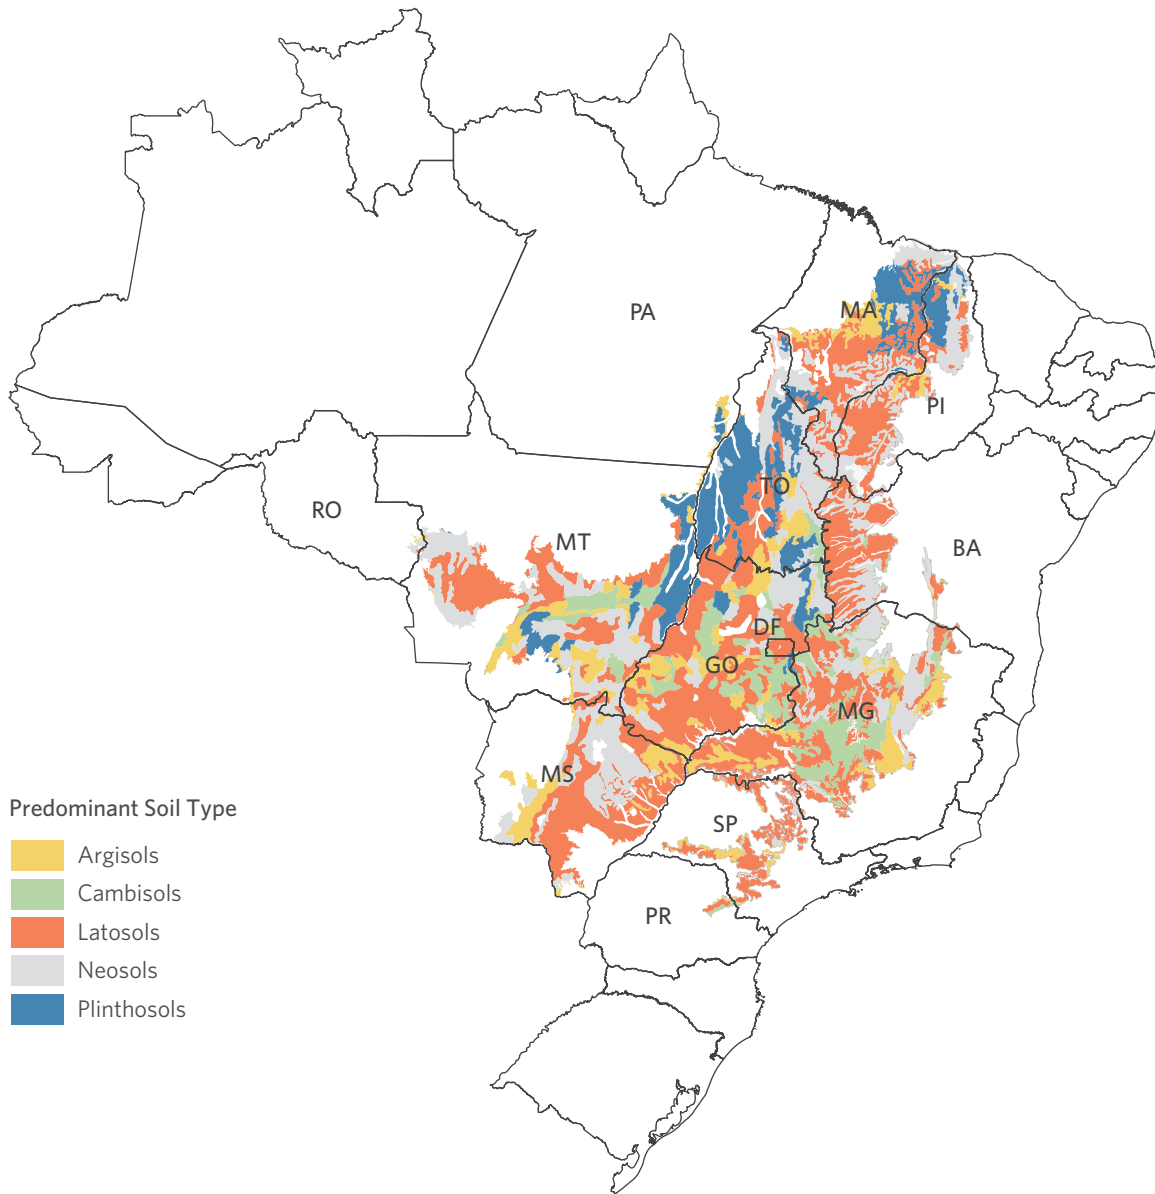 PA
MA
PI
TO
RO
MT
BA
DF
GO
MG
MS
SP
PR
Predominant Soil Type
Argisols
Cambisols
Latosols
Neosols
Plinthosols